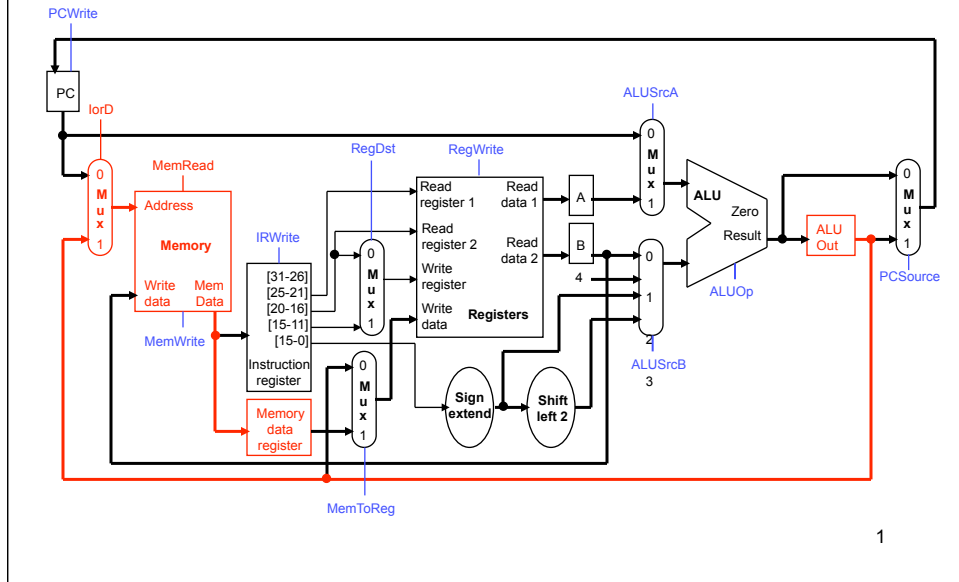 PCWrite
PC
IorD
0
M
u
x
1
MemRead
Address
Memory
Write
data
Mem
Data
MemWrite
IRWrite
[31-26]
[25-21]
[20-16]
[15-11]
[15-0]
Instruction
register
Memory
data
register
RegDst
0
M
u
x
1
0
M
u
x
1
MemToReg
RegWrite
Read
register 1
Read
register 2
Write
register
Write
data
Read
data 1
Read
data 2
Registers
Sign
extend
Shift
left 2
A
B
4
ALUSrcA
0
M
u
x
1
0
1
2
3
ALUSrcB
ALU
Zero
Result
ALUOp
ALU
Out
0
M
u
x
1
PCSource
1